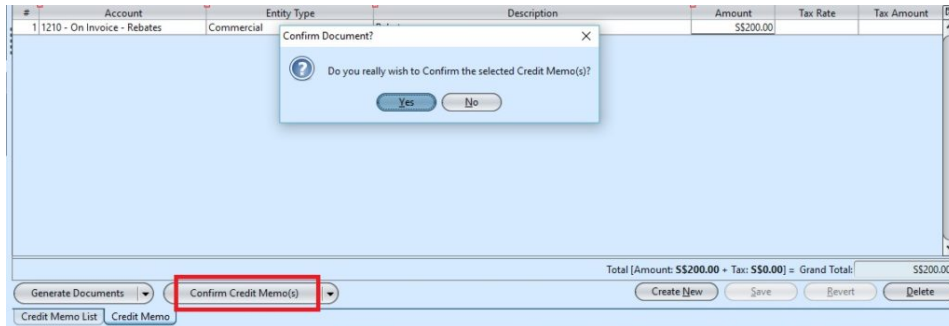 # Account Entity Type Description Amount Tax Rate Tax Amount
1 1210 - On Invoice - Rebates Commercial S$200.00
Confirm Document?
Do you really wish to Confirm the selected Credit Memo(s)?
Yes No
Total [Amount: S$200.00 + Tax: S$0.00] = Grand Total: S$200.00
Generate Documents Confirm Credit Memo(s) Create New Save Revert Delete
Credit Memo List Credit Memo